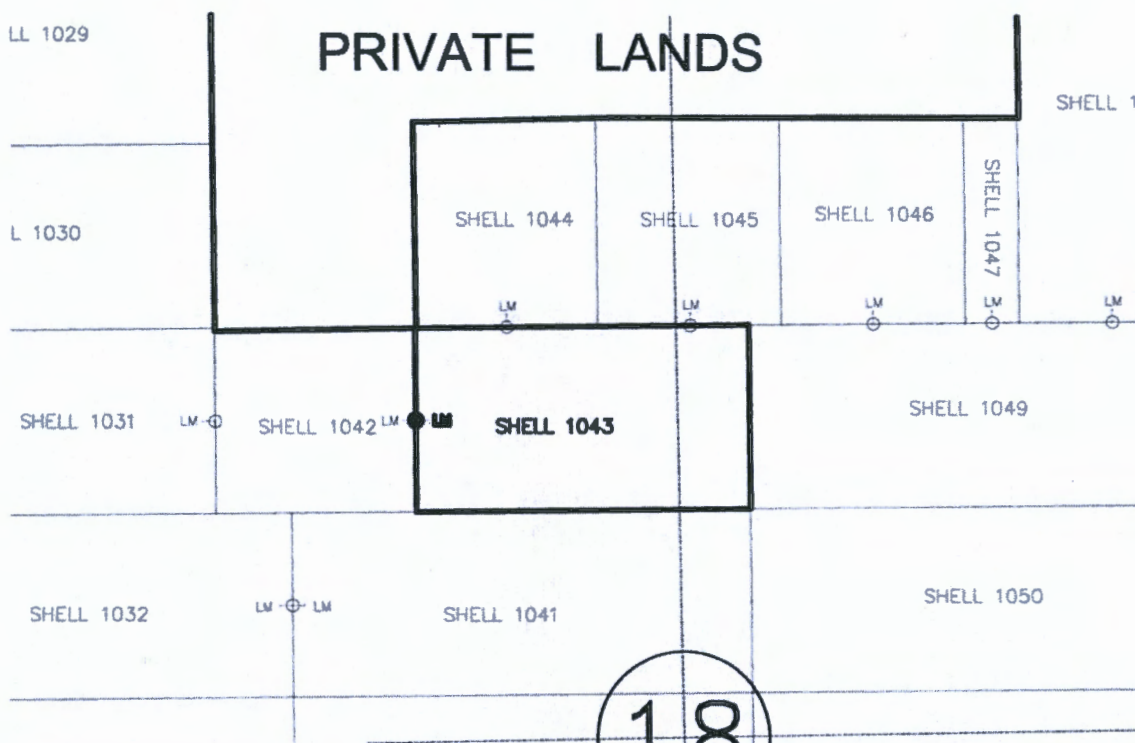 LL 1029
PRIVATE LANDS
SHELL 1
L 1030
SHELL 1044
SHELL 1045
SHELL 1046
SHELL 1047
LM
LM
LM
LM
LM
SHELL 1031
LM
SHELL 1042
LM
LM
SHELL 1043
SHELL 1049
SHELL 1032
LM
LM
SHELL 1041
SHELL 1050
18